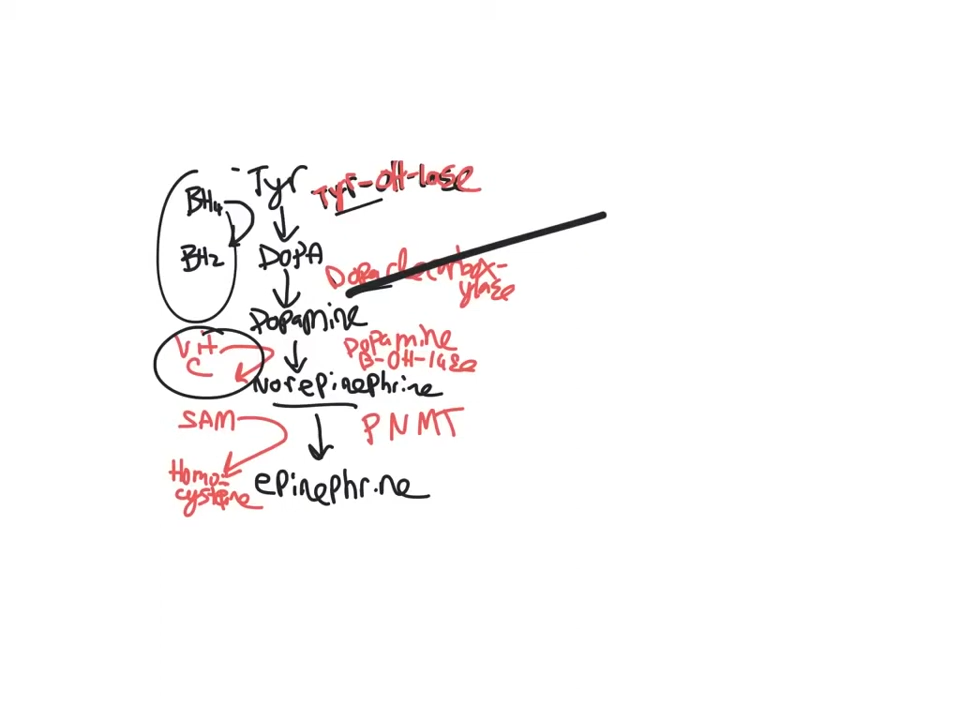 Tyr Tyr-OH-lase
BH4
BH2 DOPA
Dopa decarbox-
ylase
Dopamine
Vit
C
Dopamine
B-OH-lase
Norepinephrine
SAM PNMT
Homo-
cysteine
epinephrine